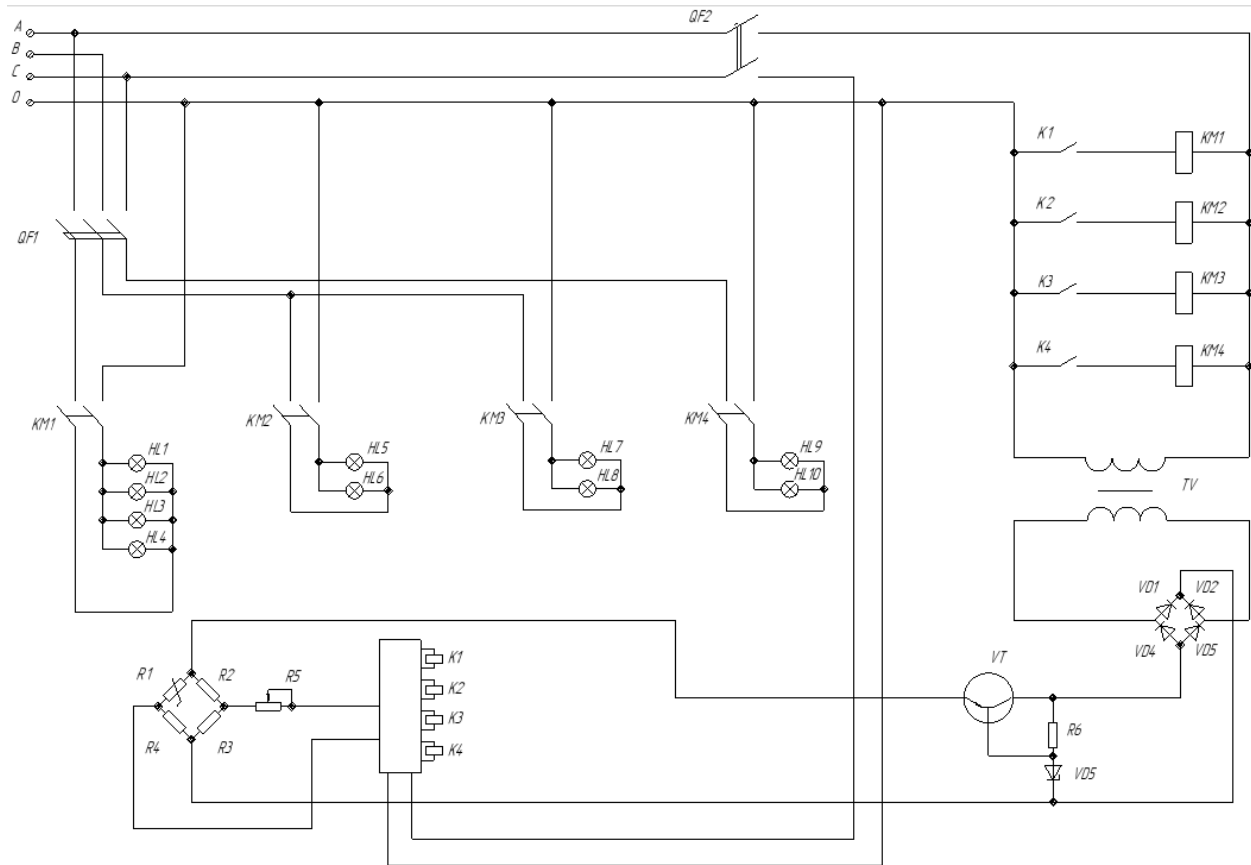 A
QF2
B
C
0
K1
KM1
K2
KM2
QF1
K3
KM3
K4
KM4
KM1
KM2
KM3
KM4
HL1
HL5
HL7
HL9
HL2
HL6
HL8
HL10
HL3
HL4
TV
VD1
VD2
VD4
VD5
R1
R2
R5
K1
VT
K2
K3
R4
R3
K4
R6
VD5